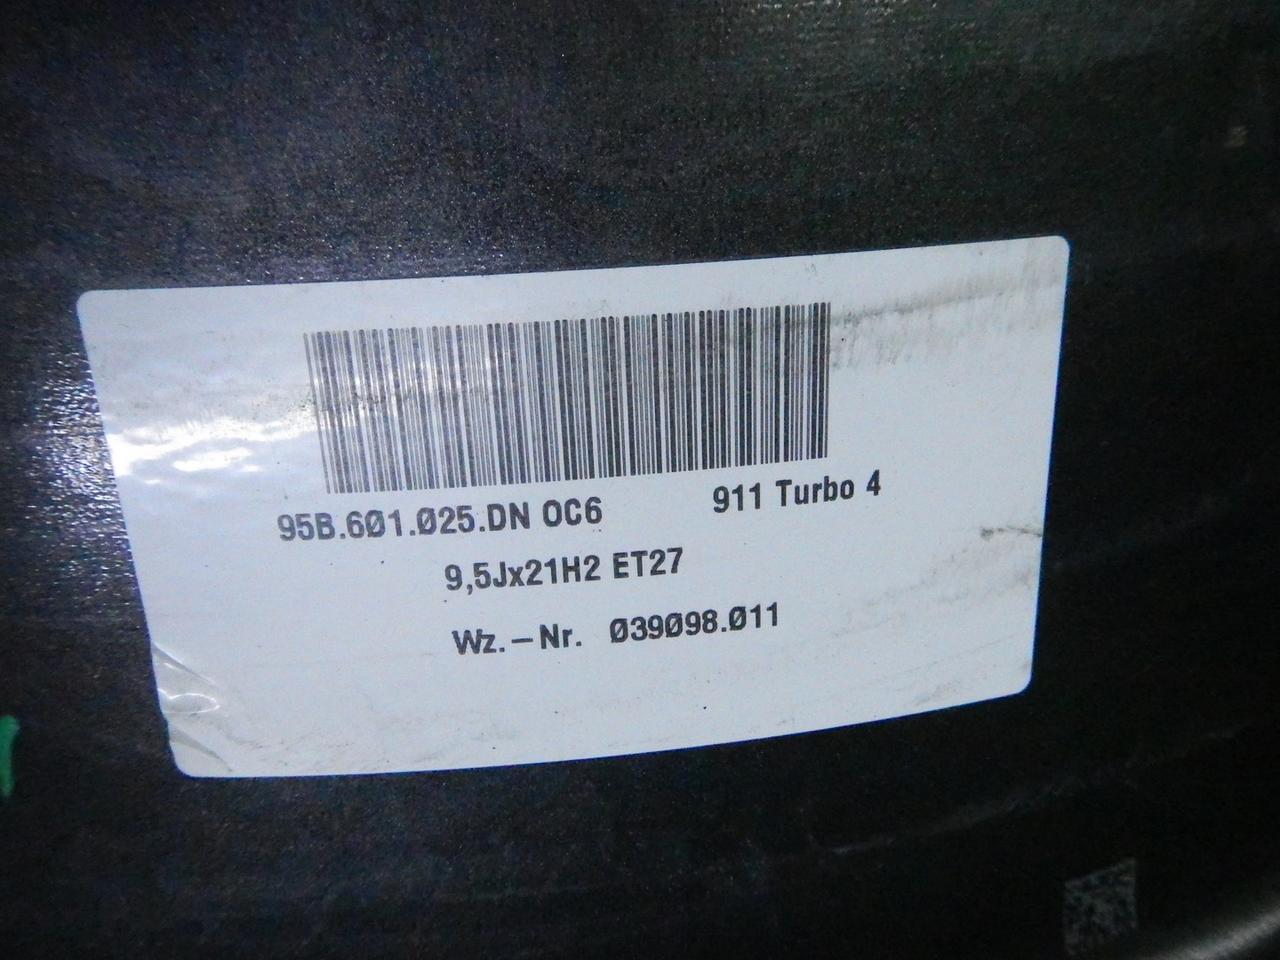 95B.6Ø1.Ø25.DN OC6 911 Turbo 4
9,5Jx21H2 ET27
Wz.-Nr. Ø39Ø98.Ø11